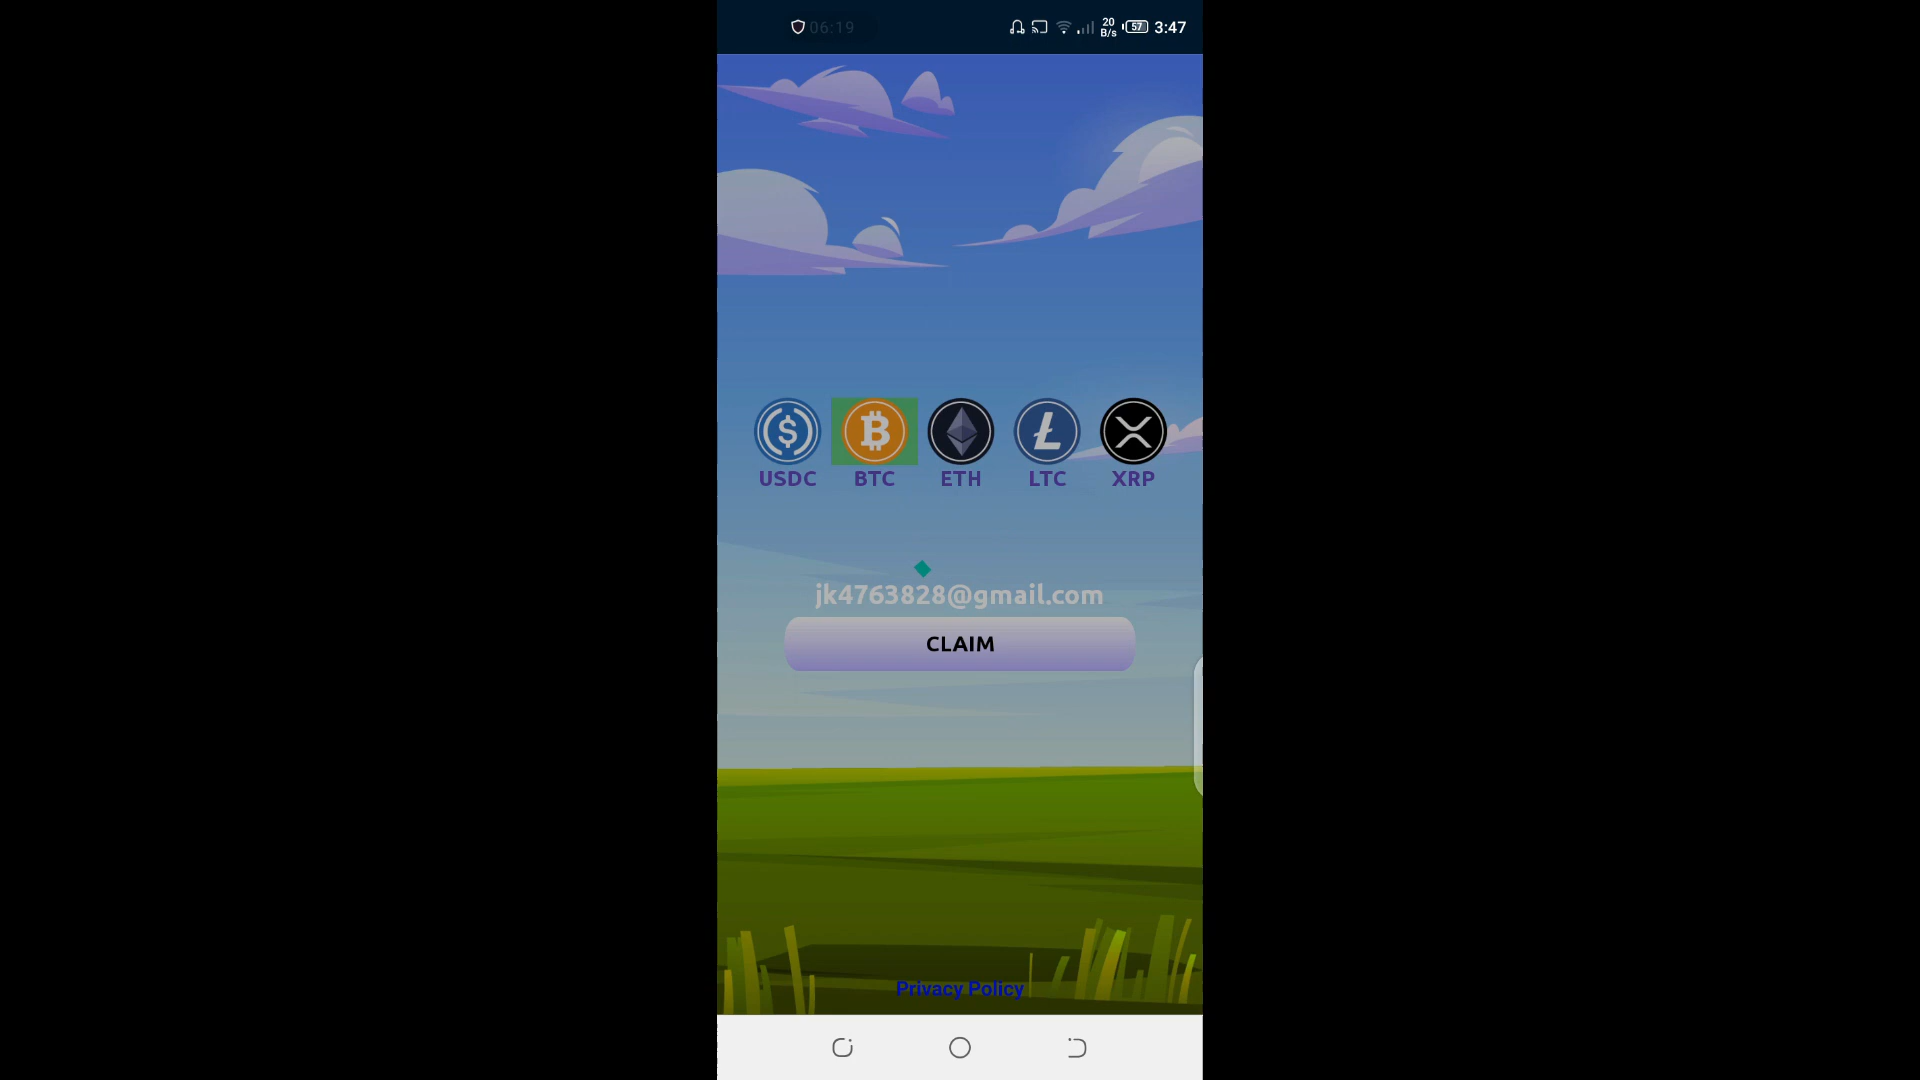 06:19 20 B/s 57 3:47
USDC BTC ETH LTC XRP
jk4763828@gmail.com
CLAIM
Privacy Policy